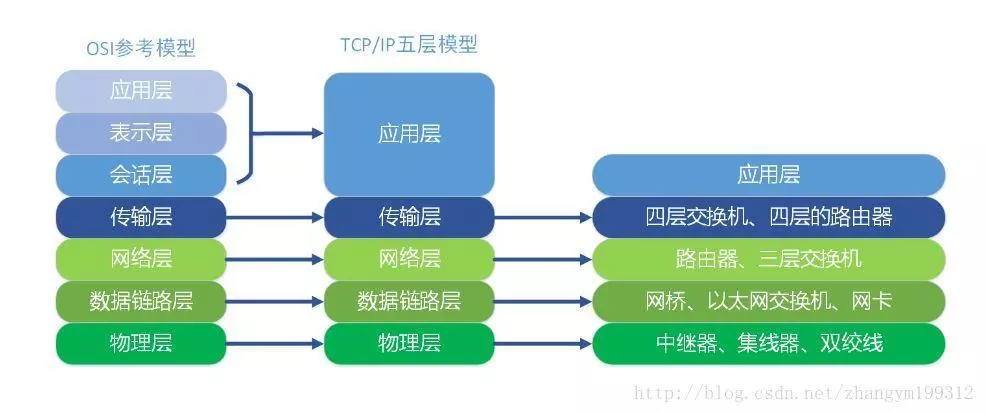 OSI参考模型
TCP/IP五层模型
应用层
表示层
会话层
传输层
网络层
数据链路层
物理层
应用层
传输层
网络层
数据链路层
物理层
应用层
四层交换机、四层的路由器
路由器、三层交换机
网桥、以太网交换机、网卡
中继器、集线器、双绞线
http://blog.csdn.net/zhangym199312